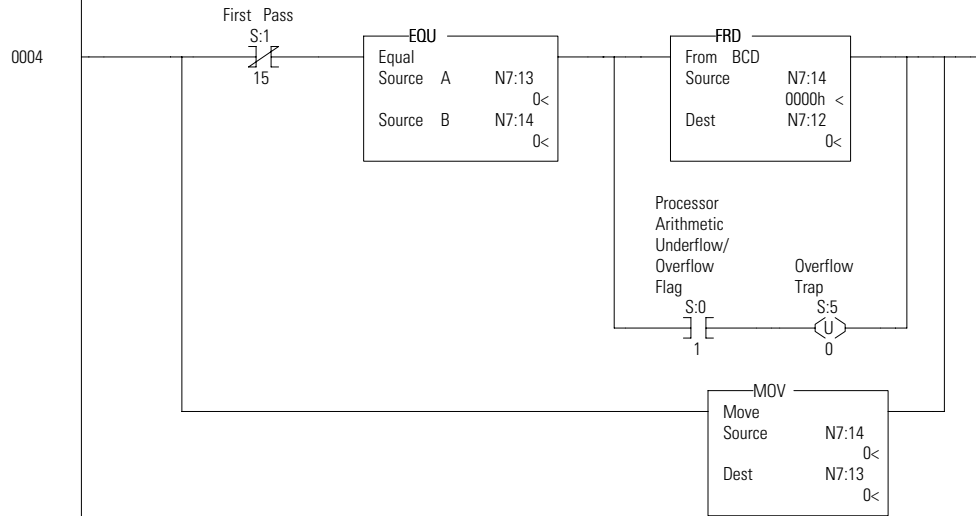 First Pass
S:1
15
0004
EQU
Equal
Source A N7:13
0<
Source B N7:14
0<
FRD
From BCD
Source N7:14
0000h <
Dest N7:12
0<
Processor
Arithmetic
Underflow/
Overflow
Flag
S:0
1
Overflow
Trap
S:5
U
0
MOV
Move
Source N7:14
0<
Dest N7:13
0<